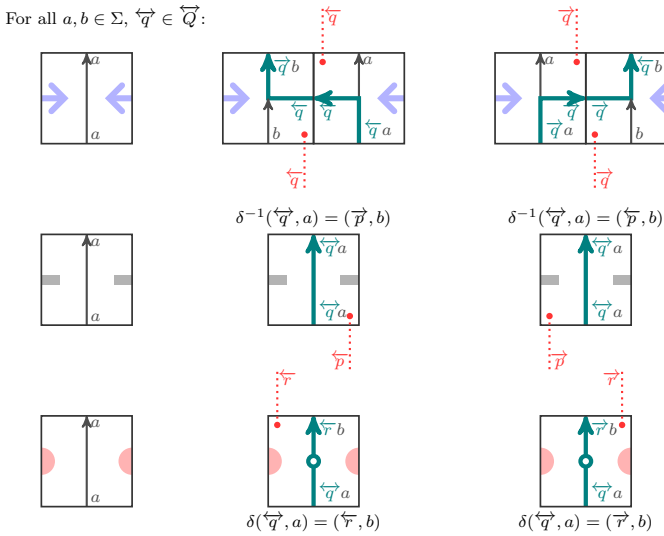 For all a, b ∈ Σ, ↔q ∈ ↔Q :
←q →q
a →q b a a ←q b
←q ←q →q →q
a b ←q a →q a b
←q →q
δ⁻¹(↔q, a) = (→p, b) δ⁻¹(↔q, a) = (←p, b)
a ↔q a ↔q a
a ↔q a ↔q a
←p →p
←r →r
a ←r b →r b
a ↔q a ↔q a
δ(↔q, a) = (←r, b) δ(↔q, a) = (→r, b)